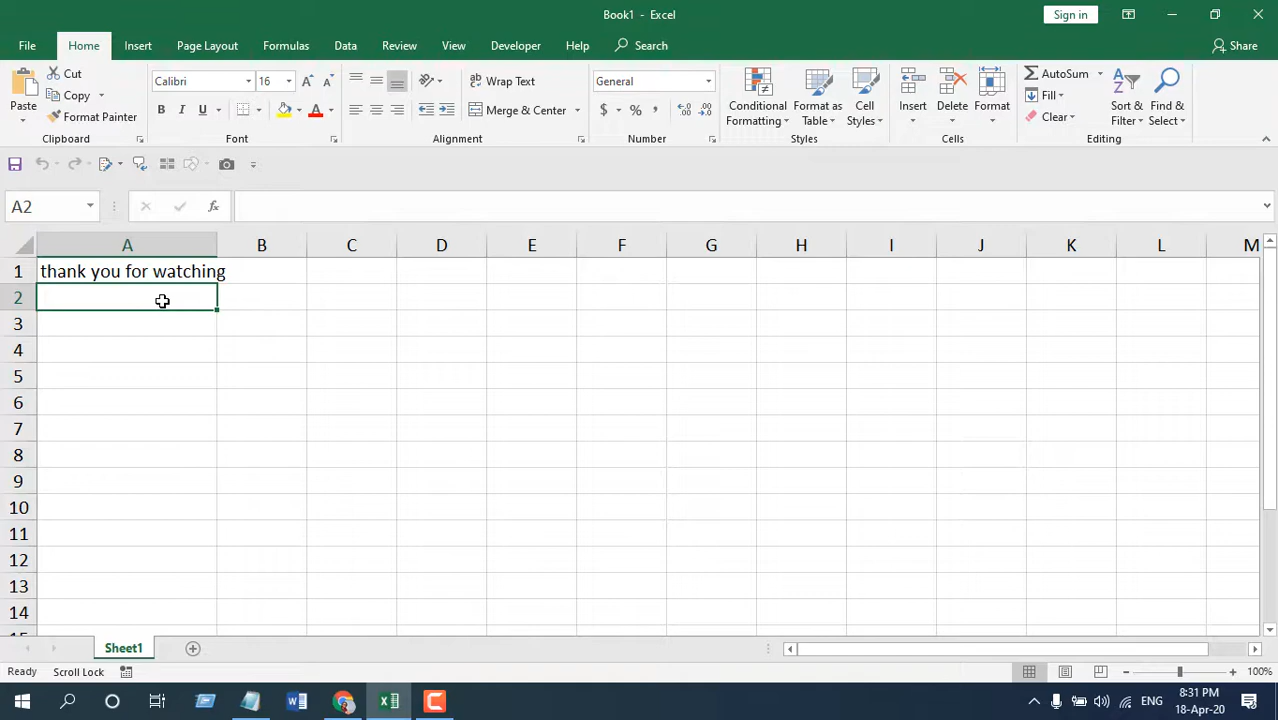 Book1 - Excel
Sign in
File Home Insert Page Layout Formulas Data Review View Developer Help Search Share
Paste
Cut
Copy
Format Painter
Clipboard
Calibri 16
B I U
Font
Wrap Text
Merge & Center
Alignment
General
$ % ,
Number
Conditional Formatting
Format as Table
Cell Styles
Styles
Insert
Delete
Format
Cells
AutoSum
Fill
Clear
Sort & Filter
Find & Select
Editing
A2
fx
A B C D E F G H I J K L M
1 thank you for watching
2
3
4
5
6
7
8
9
10
11
12
13
14
15
Sheet1
Ready Scroll Lock 100%
ENG 8:31 PM
18-Apr-20